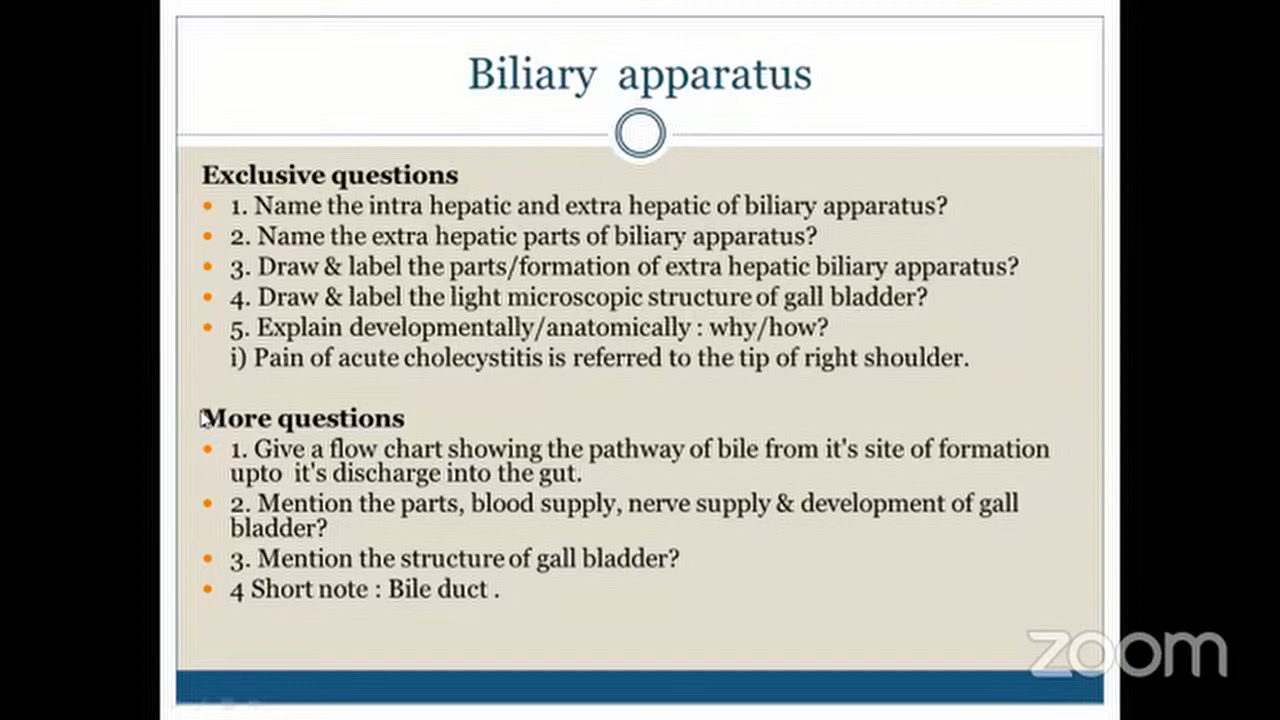 Biliary apparatus
Exclusive questions
1. Name the intra hepatic and extra hepatic of biliary apparatus?
2. Name the extra hepatic parts of biliary apparatus?
3. Draw & label the parts/formation of extra hepatic biliary apparatus?
4. Draw & label the light microscopic structure of gall bladder?
5. Explain developmentally/anatomically : why/how?
i) Pain of acute cholecystitis is referred to the tip of right shoulder.
More questions
1. Give a flow chart showing the pathway of bile from it's site of formation
upto it's discharge into the gut.
2. Mention the parts, blood supply, nerve supply & development of gall
bladder?
3. Mention the structure of gall bladder?
4 Short note : Bile duct .
zoom